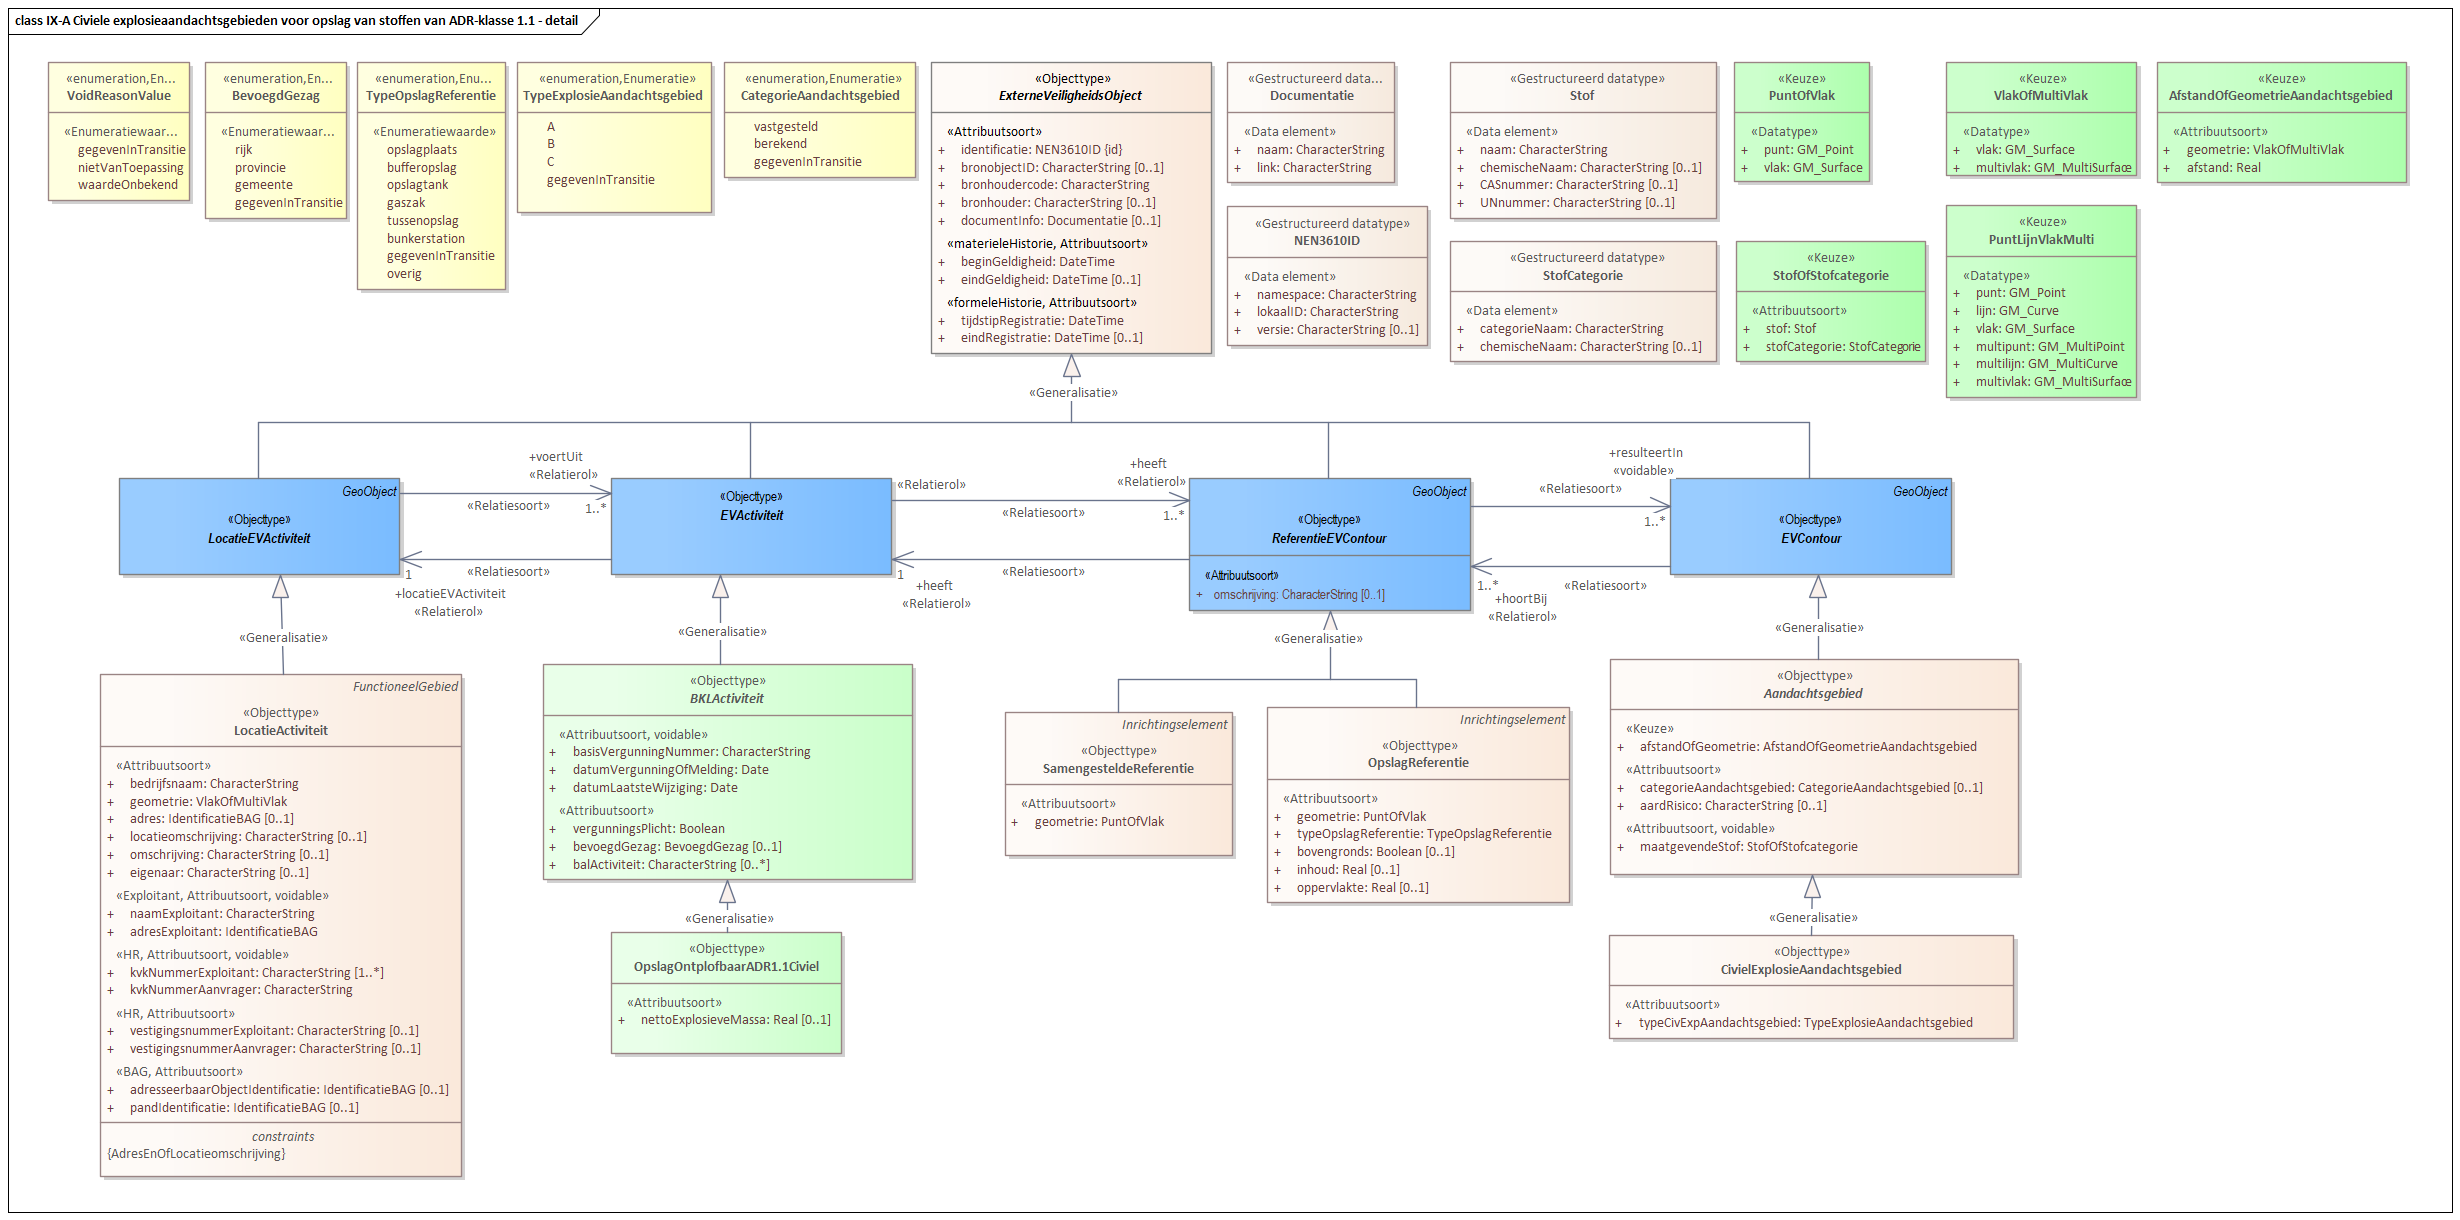 class IX-A Civiele explosieaandachtsgebieden voor opslag van stoffen van ADR-klasse 1.1 - detail
«enumeration,En...
VoidReasonValue
«Enumeratiewaar...
gegevenInTransitie
nietVanToepassing
waardeOnbekend
«enumeration,En...
BevoegdGezag
«Enumeratiewaar...
rijk
provincie
gemeente
gegevenInTransitie
«enumeration,Enu...
TypeOpslagReferentie
«Enumeratiewaarde»
opslagplaats
bufferopslag
opslagtank
gaszak
tussenopslag
bunkerstation
gegevenInTransitie
overig
«enumeration,Enumeratie»
TypeExplosieAandachtsgebied
A
B
C
gegevenInTransitie
«enumeration,Enumeratie»
CategorieAandachtsgebied
vastgesteld
berekend
gegevenInTransitie
«Objecttype»
ExterneVeiligheidsObject
«Attribuutsoort»
+ identificatie: NEN3610ID {id}
+ bronobjectID: CharacterString [0..1]
+ bronhoudercode: CharacterString
+ bronhouder: CharacterString [0..1]
+ documentInfo: Documentatie [0..1]
«materieleHistorie, Attribuutsoort»
+ beginGeldigheid: DateTime
+ eindGeldigheid: DateTime [0..1]
«formeleHistorie, Attribuutsoort»
+ tijdstipRegistratie: DateTime
+ eindRegistratie: DateTime [0..1]
«Gestructureerd data...
Documentatie
«Data element»
+ naam: CharacterString
+ link: CharacterString
«Gestructureerd datatype»
NEN3610ID
«Data element»
+ namespace: CharacterString
+ lokaalID: CharacterString
+ versie: CharacterString [0..1]
«Gestructureerd datatype»
Stof
«Data element»
+ naam: CharacterString
+ chemischeNaam: CharacterString [0..1]
+ CASnummer: CharacterString [0..1]
+ UNnummer: CharacterString [0..1]
«Gestructureerd datatype»
StofCategorie
«Data element»
+ categorieNaam: CharacterString
+ chemischeNaam: CharacterString [0..1]
«Keuze»
PuntOfVlak
«Datatype»
+ punt: GM_Point
+ vlak: GM_Surface
«Keuze»
StofOfStofcategorie
«Attribuutsoort»
+ stof: Stof
+ stofCategorie: StofCategorie
«Keuze»
VlakOfMultiVlak
«Datatype»
+ vlak: GM_Surface
+ multivlak: GM_MultiSurface
«Keuze»
PuntLijnVlakMulti
«Datatype»
+ punt: GM_Point
+ lijn: GM_Curve
+ vlak: GM_Surface
+ multipunt: GM_MultiPoint
+ multilijn: GM_MultiCurve
+ multivlak: GM_MultiSurface
«Keuze»
AfstandOfGeometrieAandachtsgebied
«Attribuutsoort»
+ geometrie: VlakOfMultiVlak
+ afstand: Real
«Generalisatie»
GeoObject
«Objecttype»
LocatieEVActiviteit
+voertUit
«Relatierol»
«Relatiesoort»
1..*
«Relatiesoort»
1
+locatieEVActiviteit
«Relatierol»
«Objecttype»
EVActiviteit
«Relatierol»
+heeft
«Relatierol»
«Relatiesoort»
1..*
«Relatiesoort»
1
+heeft
«Relatierol»
GeoObject
«Objecttype»
ReferentieEVContour
«Attribuutsoort»
+ omschrijving: CharacterString [0..1]
+resulteertIn
«voidable»
«Relatiesoort»
1..*
«Relatiesoort»
1..*
+hoortBij
«Relatierol»
GeoObject
«Objecttype»
EVContour
«Generalisatie»
«Generalisatie»
«Generalisatie»
«Generalisatie»
FunctioneelGebied
«Objecttype»
LocatieActiviteit
«Attribuutsoort»
+ bedrijfsnaam: CharacterString
+ geometrie: VlakOfMultiVlak
+ adres: IdentificatieBAG [0..1]
+ locatieomschrijving: CharacterString [0..1]
+ omschrijving: CharacterString [0..1]
+ eigenaar: CharacterString [0..1]
«Exploitant, Attribuutsoort, voidable»
+ naamExploitant: CharacterString
+ adresExploitant: IdentificatieBAG
«HR, Attribuutsoort, voidable»
+ kvkNummerExploitant: CharacterString [1..*]
+ kvkNummerAanvrager: CharacterString
«HR, Attribuutsoort»
+ vestigingsnummerExploitant: CharacterString [0..1]
+ vestigingsnummerAanvrager: CharacterString [0..1]
«BAG, Attribuutsoort»
+ adresseerbaarObjectIdentificatie: IdentificatieBAG [0..1]
+ pandIdentificatie: IdentificatieBAG [0..1]
constraints
{AdresEnOfLocatieomschrijving}
«Objecttype»
BKLActiviteit
«Attribuutsoort, voidable»
+ basisVergunningNummer: CharacterString
+ datumVergunningOfMelding: Date
+ datumLaatsteWijziging: Date
«Attribuutsoort»
+ vergunningsPlicht: Boolean
+ bevoegdGezag: BevoegdGezag [0..1]
+ balActiviteit: CharacterString [0..*]
«Generalisatie»
«Objecttype»
OpslagOntplofbaarADR1.1Civiel
«Attribuutsoort»
+ nettoExplosieveMassa: Real [0..1]
Inrichtingselement
«Objecttype»
SamengesteldeReferentie
«Attribuutsoort»
+ geometrie: PuntOfVlak
Inrichtingselement
«Objecttype»
OpslagReferentie
«Attribuutsoort»
+ geometrie: PuntOfVlak
+ typeOpslagReferentie: TypeOpslagReferentie
+ bovengronds: Boolean [0..1]
+ inhoud: Real [0..1]
+ oppervlakte: Real [0..1]
«Objecttype»
Aandachtsgebied
«Keuze»
+ afstandOfGeometrie: AfstandOfGeometrieAandachtsgebied
«Attribuutsoort»
+ categorieAandachtsgebied: CategorieAandachtsgebied [0..1]
+ aardRisico: CharacterString [0..1]
«Attribuutsoort, voidable»
+ maatgevendeStof: StofOfStofcategorie
«Generalisatie»
«Objecttype»
CivielExplosieAandachtsgebied
«Attribuutsoort»
+ typeCivExpAandachtsgebied: TypeExplosieAandachtsgebied